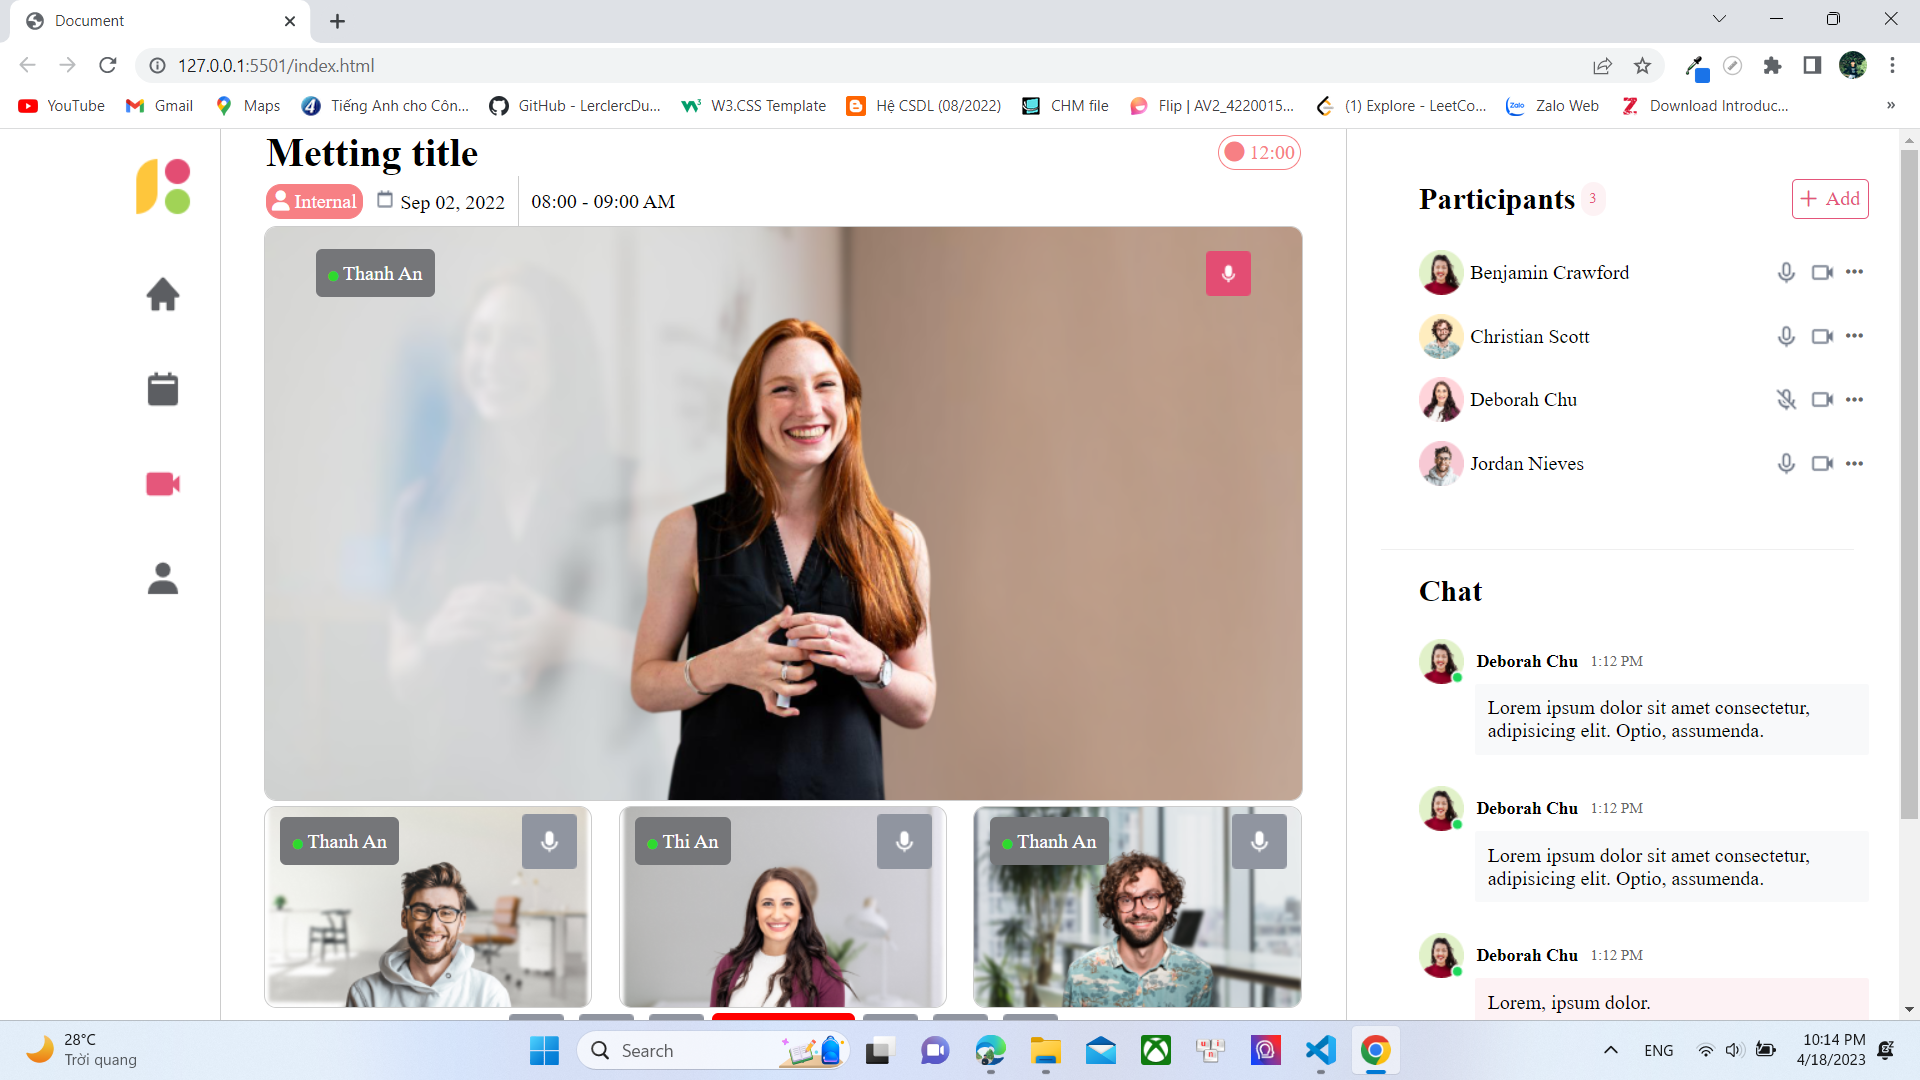 Document
127.0.0.1:5501/index.html
YouTube
Gmail
Maps
Tiếng Anh cho Côn...
GitHub - LerclercDu...
W3.CSS Template
Hệ CSDL (08/2022)
CHM file
Flip | AV2_4220015...
(1) Explore - LeetCo...
Zalo Web
Download Introduc...
»
Metting title
12:00
Internal
Sep 02, 2022
08:00 - 09:00 AM
Thanh An
Thanh An
Thi An
Thanh An
Participants 3
+ Add
Benjamin Crawford
Christian Scott
Deborah Chu
Jordan Nieves
Chat
Deborah Chu 1:12 PM
Lorem ipsum dolor sit amet consectetur,
adipisicing elit. Optio, assumenda.
Deborah Chu 1:12 PM
Lorem ipsum dolor sit amet consectetur,
adipisicing elit. Optio, assumenda.
Deborah Chu 1:12 PM
Lorem, ipsum dolor.
28°C
Trời quang
Search
ENG
10:14 PM
4/18/2023